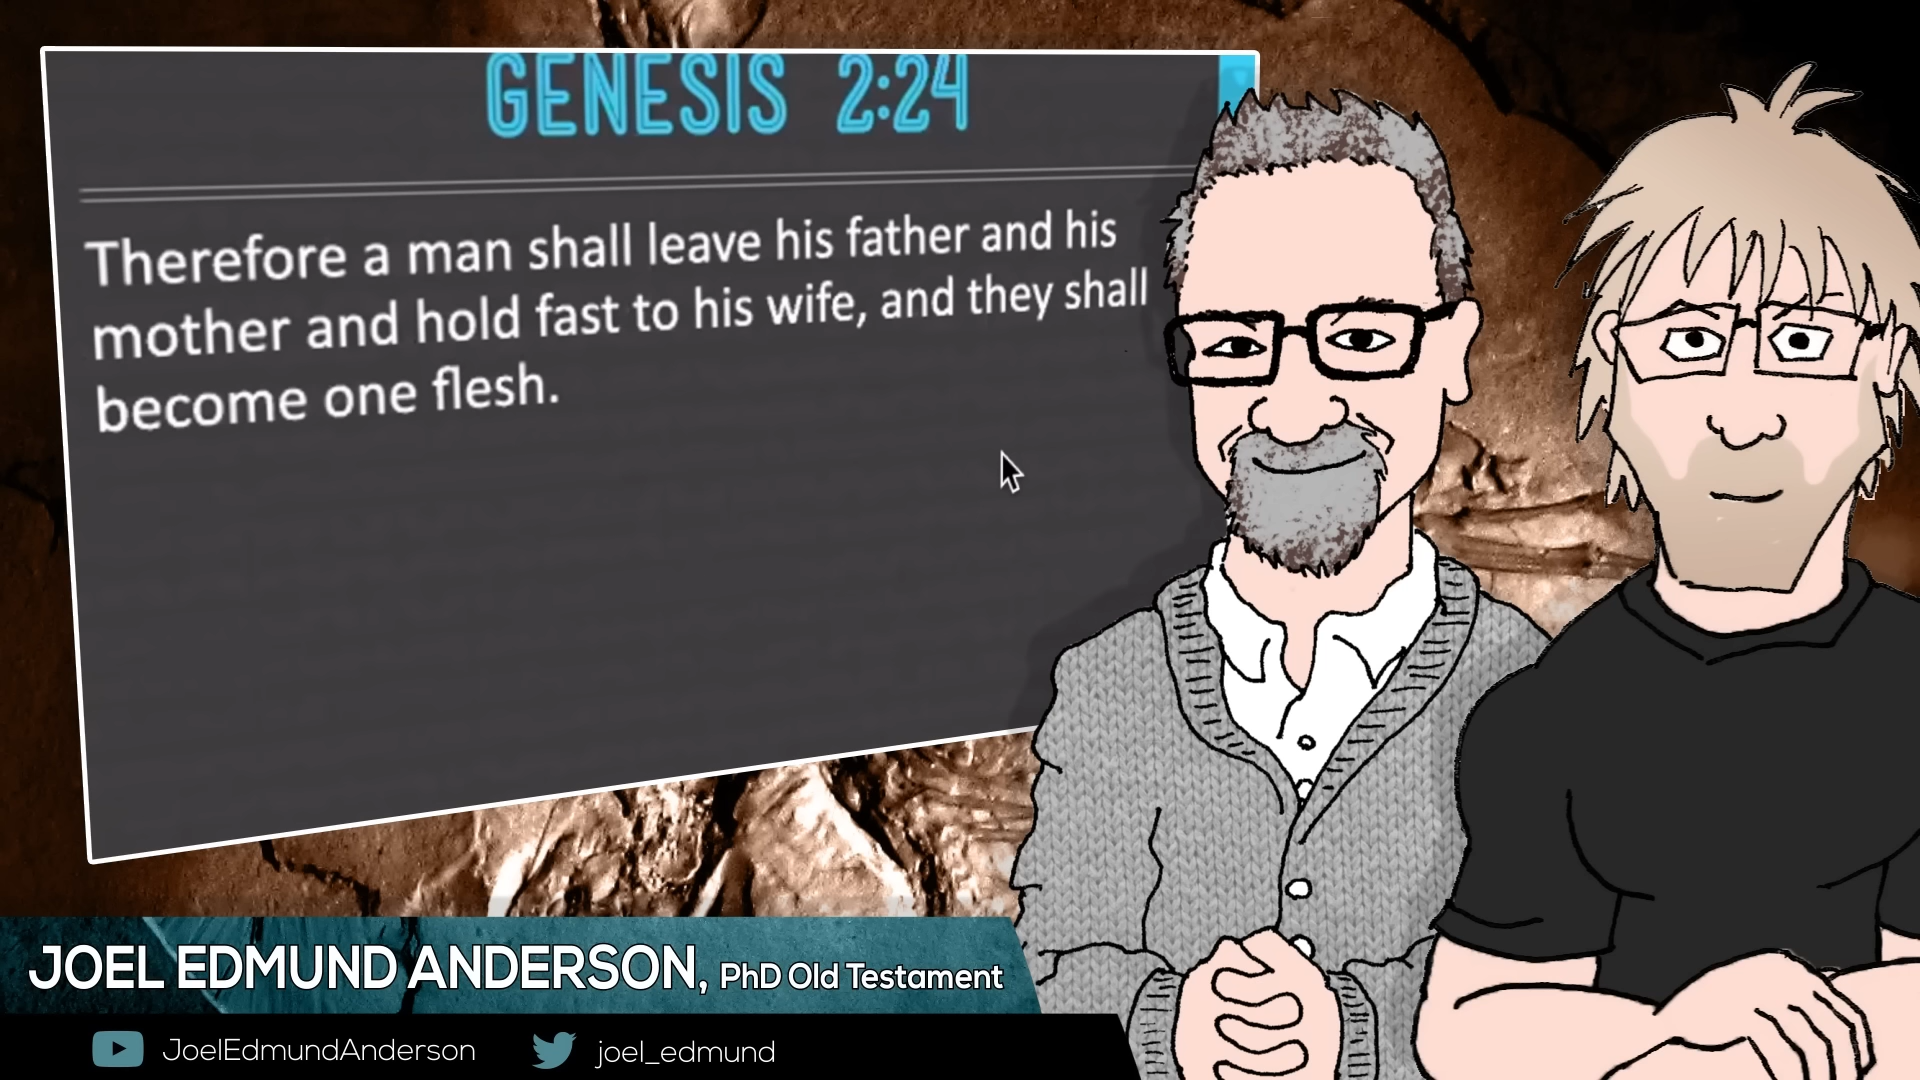 GENESIS 2:24
Therefore a man shall leave his father and his
mother and hold fast to his wife, and they shall
become one flesh.
JOEL EDMUND ANDERSON, PhD Old Testament
JoelEdmundAnderson
joel_edmund